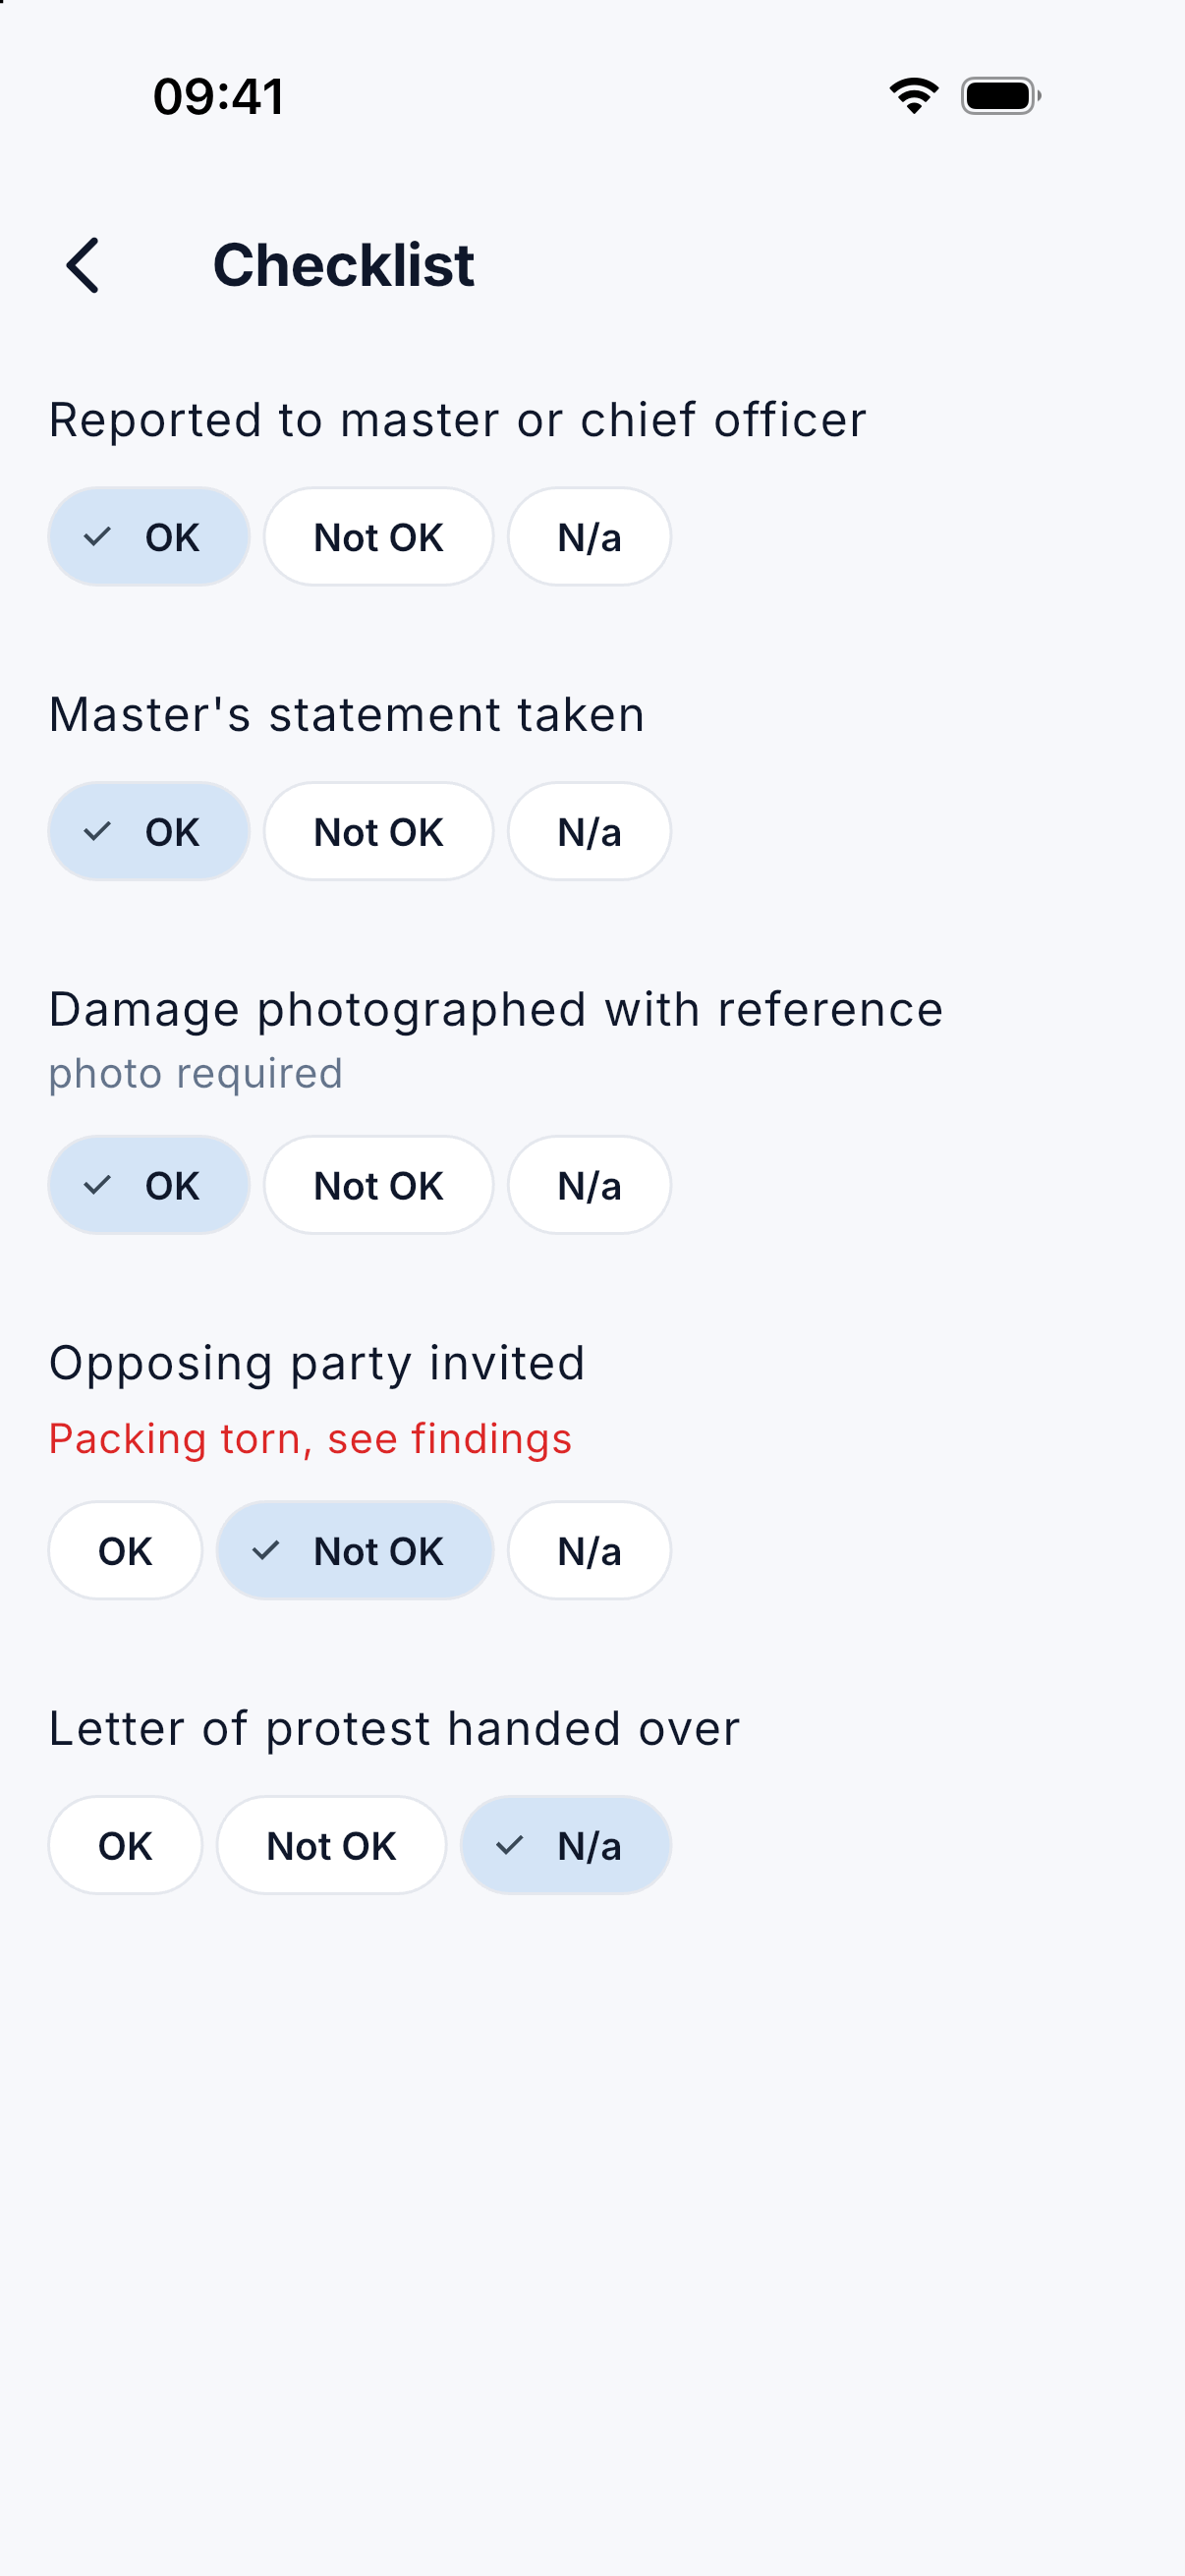 09:41
Checklist
Reported to master or chief officer
OK Not OK N/a
Master's statement taken
OK Not OK N/a
Damage photographed with reference
photo required
OK Not OK N/a
Opposing party invited
Packing torn, see findings
OK Not OK N/a
Letter of protest handed over
OK Not OK N/a